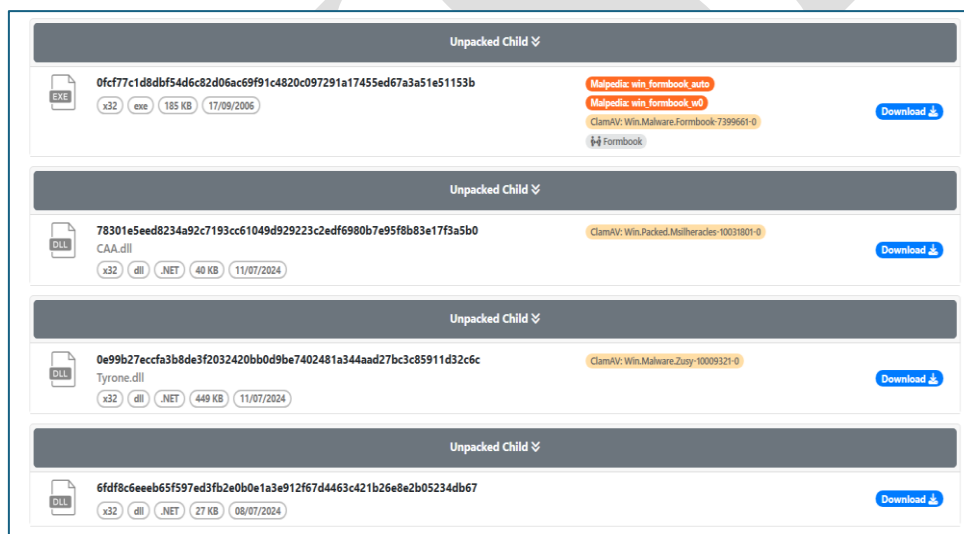 Unpacked Child
EXE
0fcf77c1d8dbf54d6c82d06ac69f91c4820c097291a17455ed67a3a51e51153b
x32 exe 185 KB 17/09/2006
Malpedia: win_formbook_auto
Malpedia: win_formbook_w0
ClamAV: Win.Malware.Formbook-7399661-0
Formbook
Download
Unpacked Child
DLL
78301e5eed8234a92c7193cc61049d929223c2edf6980b7e95f8b83e17f3a5b0
CAA.dll
x32 dll .NET 40 KB 11/07/2024
ClamAV: Win.Packed.Msilheracles-10031801-0
Download
Unpacked Child
DLL
0e99b27eccfa3b8de3f2032420bb0d9be7402481a344aad27bc3c85911d32c6c
Tyrone.dll
x32 dll .NET 449 KB 11/07/2024
ClamAV: Win.Malware.Zusy-10009321-0
Download
Unpacked Child
DLL
6fdf8c6eeeb65f597ed3fb2e0b0e1a3e912f67d4463c421b26e8e2b05234db67
x32 dll .NET 27 KB 08/07/2024
Download